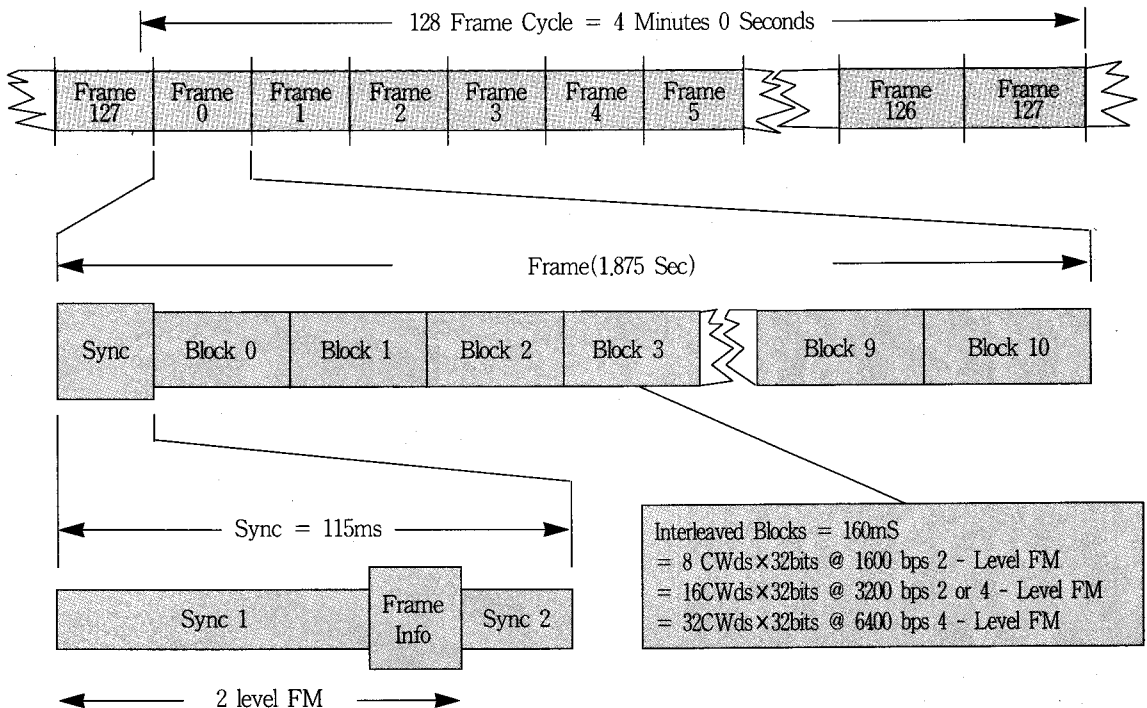 128 Frame Cycle = 4 Minutes 0 Seconds
Frame 127
Frame 0
Frame 1
Frame 2
Frame 3
Frame 4
Frame 5
Frame 126
Frame 127
Frame(1.875 Sec)
Sync
Block 0
Block 1
Block 2
Block 3
Block 9
Block 10
Sync = 115ms
Interleaved Blocks = 160mS
= 8 CWds×32bits @ 1600 bps 2 - Level FM
= 16CWds×32bits @ 3200 bps 2 or 4 - Level FM
= 32CWds×32bits @ 6400 bps 4 - Level FM
Sync 1
Frame
Info
Sync 2
2 level FM